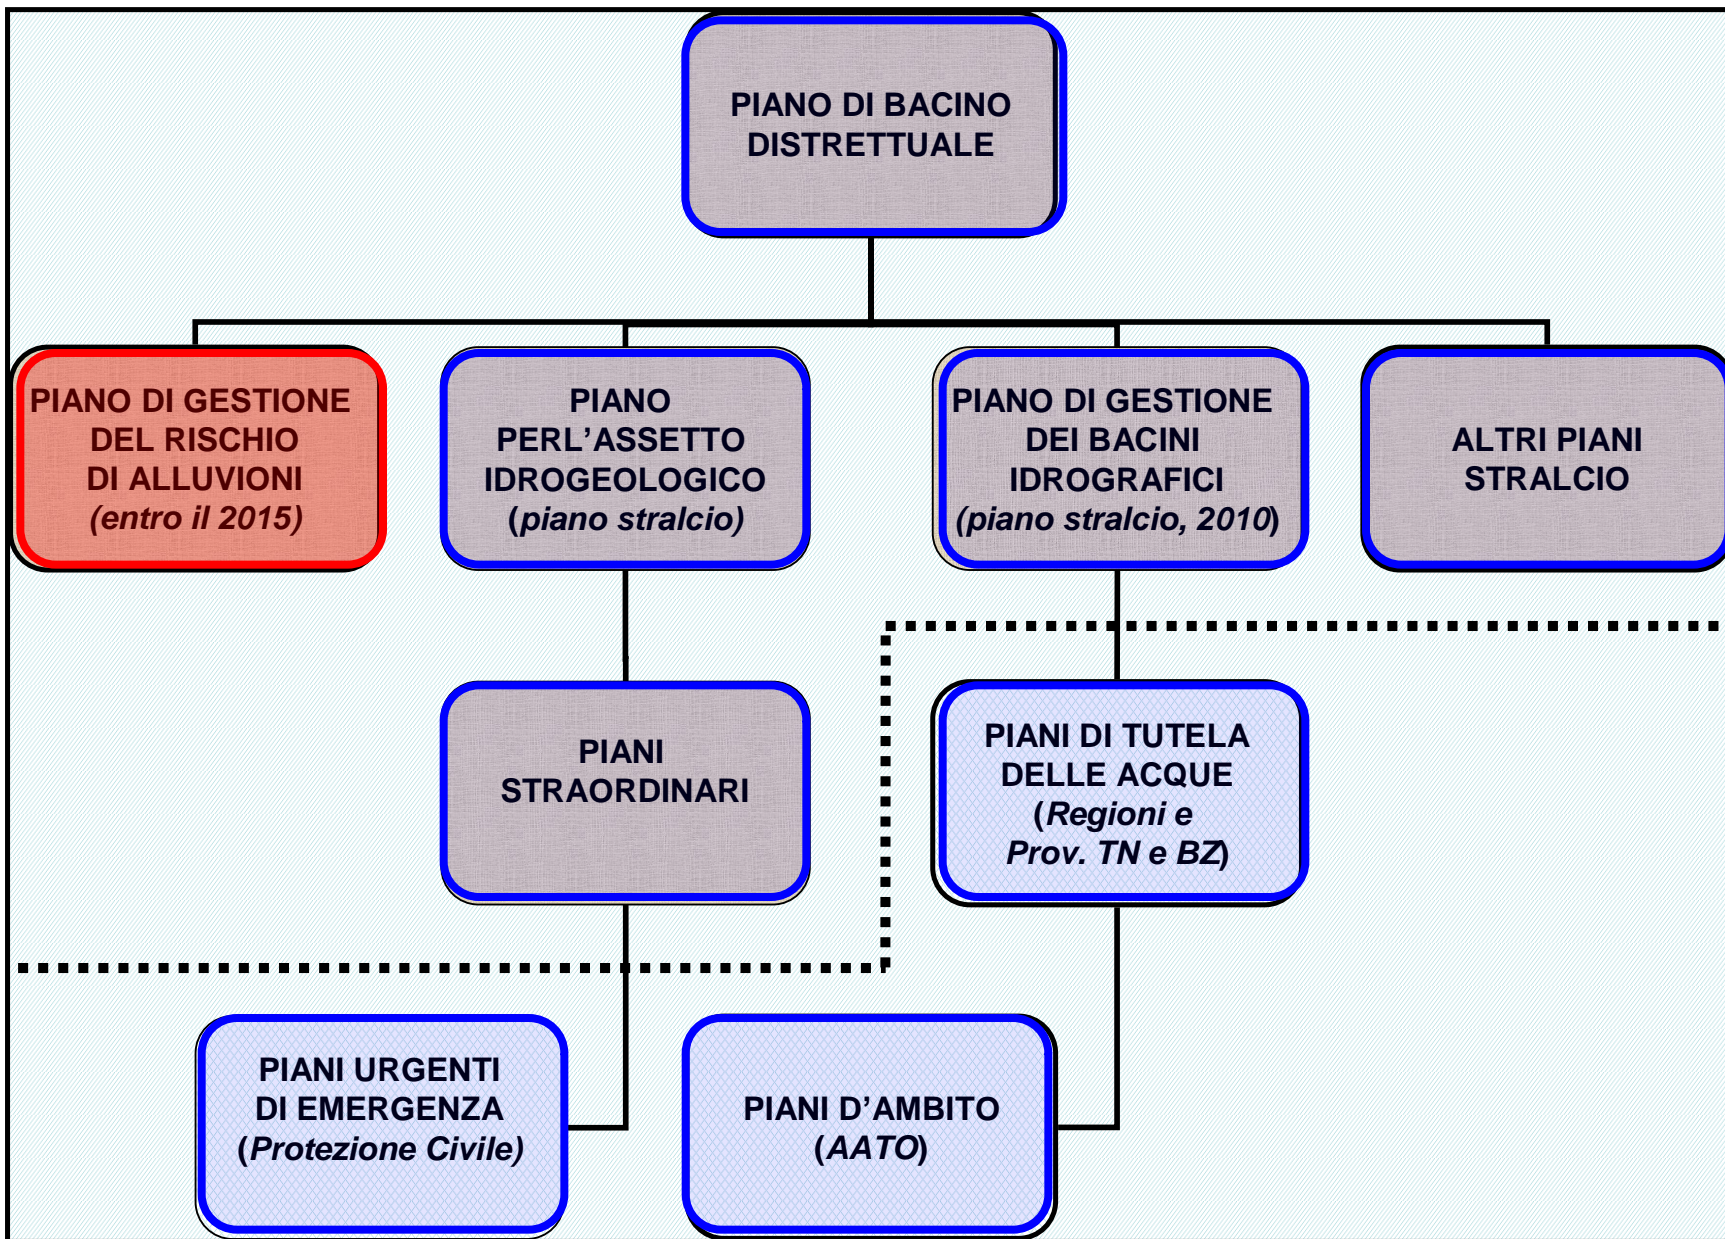 PIANO DI BACINO
DISTRETTUALE
PIANO DI GESTIONE
DEL RISCHIO
DI ALLUVIONI
(entro il 2015)
PIANO
PERL’ASSETTO
IDROGEOLOGICO
(piano stralcio)
PIANO DI GESTIONE
DEI BACINI
IDROGRAFICI
(piano stralcio, 2010)
ALTRI PIANI
STRALCIO
PIANI
STRAORDINARI
PIANI DI TUTELA
DELLE ACQUE
(Regioni e
Prov. TN e BZ)
PIANI URGENTI
DI EMERGENZA
(Protezione Civile)
PIANI D’AMBITO
(AATO)